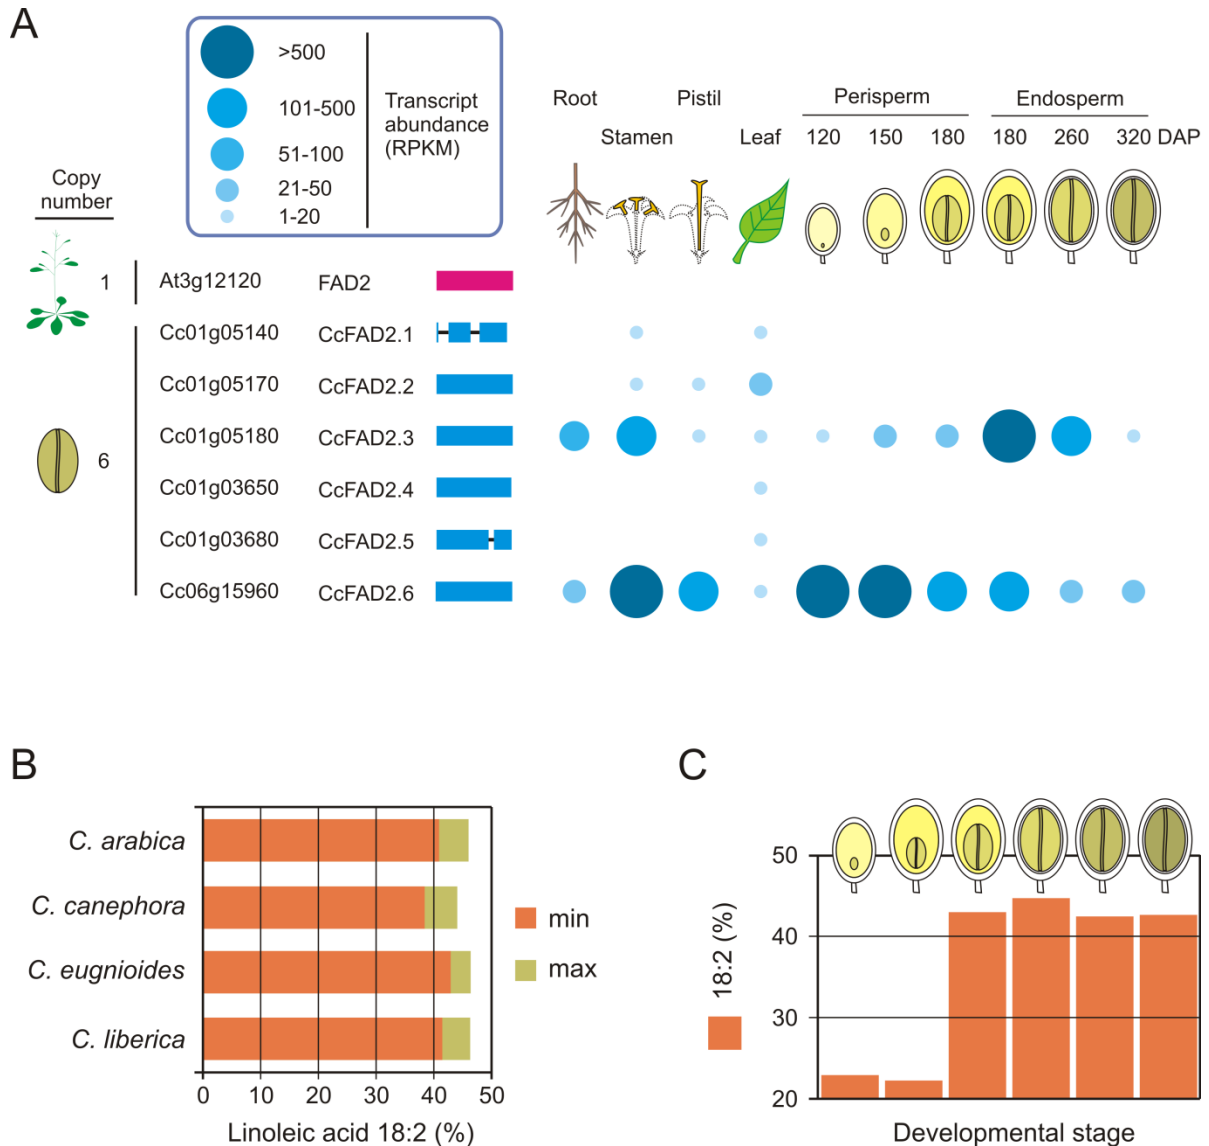 A
>500
101-500
51-100
21-50
1-20
Transcript
abundance
(RPKM)
Root
Stamen
Pistil
Leaf
Perisperm
Endosperm
120 150 180 180 260 320 DAP
Copy
number
1 At3g12120 FAD2
Cc01g05140 CcFAD2.1
Cc01g05170 CcFAD2.2
Cc01g05180 CcFAD2.3
6
Cc01g03650 CcFAD2.4
Cc01g03680 CcFAD2.5
Cc06g15960 CcFAD2.6
B
C. arabica
C. canephora
C. eugnioides
C. liberica
min
max
0 10 20 30 40 50
Linoleic acid 18:2 (%)
C
18:2 (%)
50
40
30
20
Developmental stage